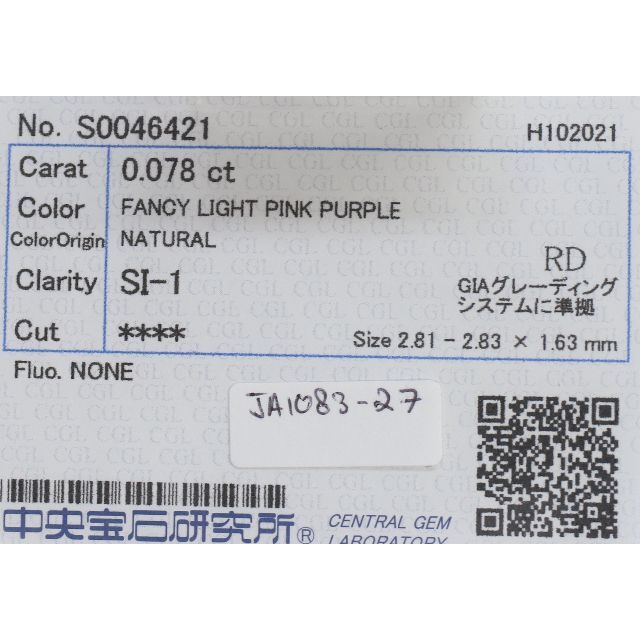 No. S0046421 H102021
Carat 0.078 ct
Color FANCY LIGHT PINK PURPLE
ColorOrigin NATURAL
Clarity SI-1
RD
GIAグレーディング
システムに準拠
Cut ****
Size 2.81 - 2.83 × 1.63 mm
Fluo. NONE
JA1083-27
中央宝石研究所® CENTRAL GEM
LABORATORY